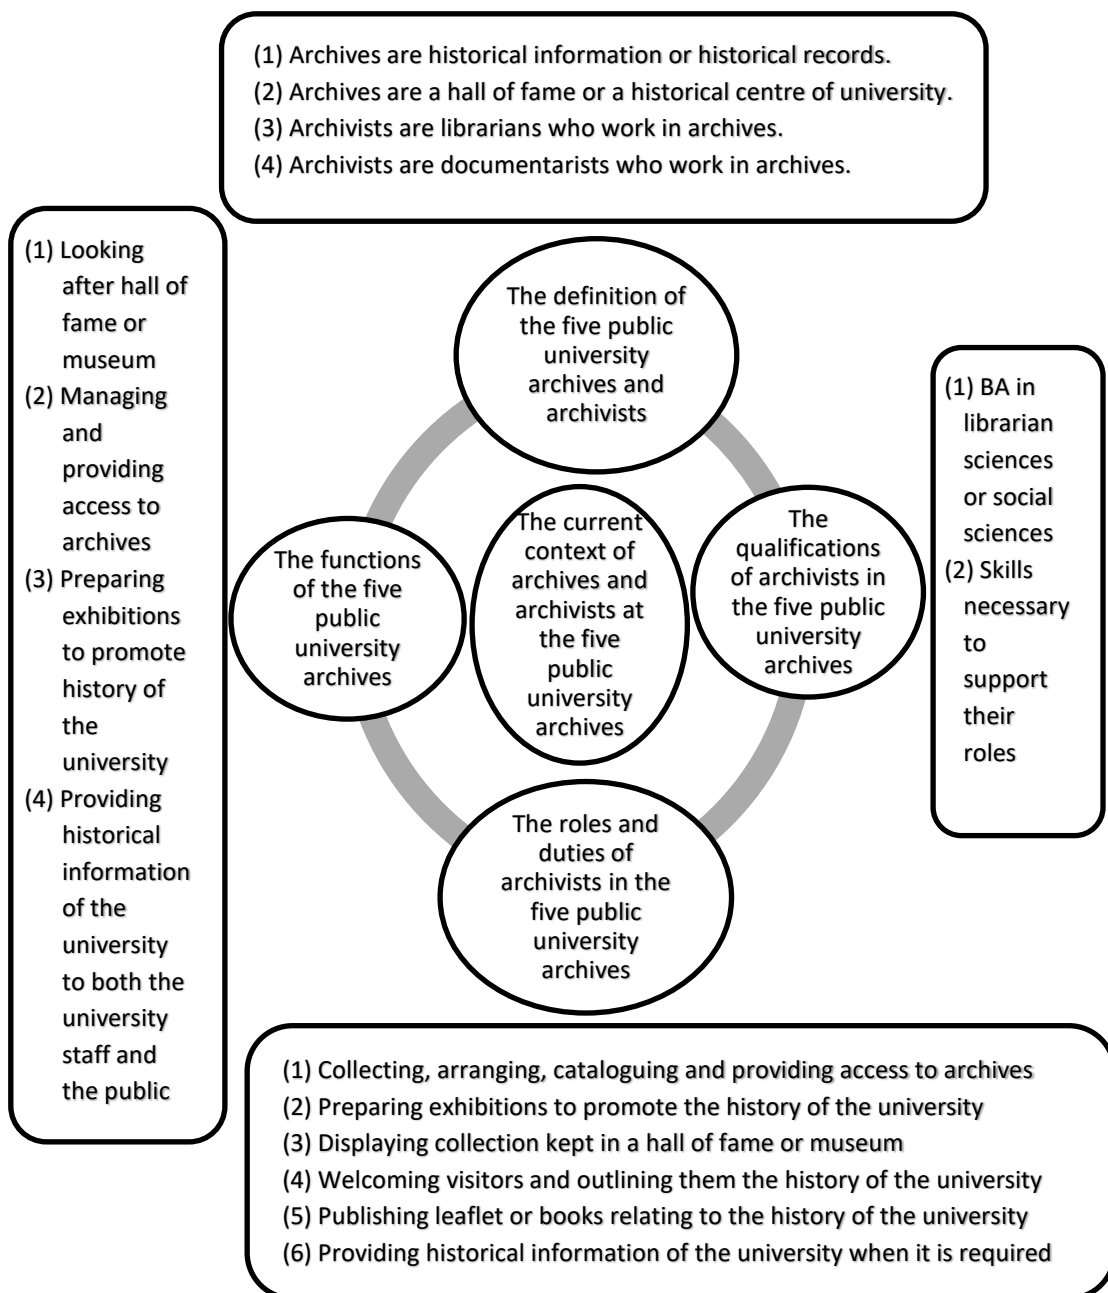 (1) Archives are historical information or historical records.
(2) Archives are a hall of fame or a historical centre of university.
(3) Archivists are librarians who work in archives.
(4) Archivists are documentarists who work in archives.
(1) Looking
after hall of
fame or
museum
(2) Managing
and
providing
access to
archives
(3) Preparing
exhibitions
to promote
history of
the
university
(4) Providing
historical
information
of the
university
to both the
university
staff and
the public
The definition of
the five public
university
archives and
archivists
The functions
of the five
public
university
archives
The current
context of
archives and
archivists at
the five
public
university
archives
The
qualifications
of archivists in
the five public
university
archives
(1) BA in
librarian
sciences
or social
sciences
(2) Skills
necessary
to
support
their
roles
The roles and
duties of
archivists in the
five public
university
archives
(1) Collecting, arranging, cataloguing and providing access to archives
(2) Preparing exhibitions to promote the history of the university
(3) Displaying collection kept in a hall of fame or museum
(4) Welcoming visitors and outlining them the history of the university
(5) Publishing leaflet or books relating to the history of the university
(6) Providing historical information of the university when it is required